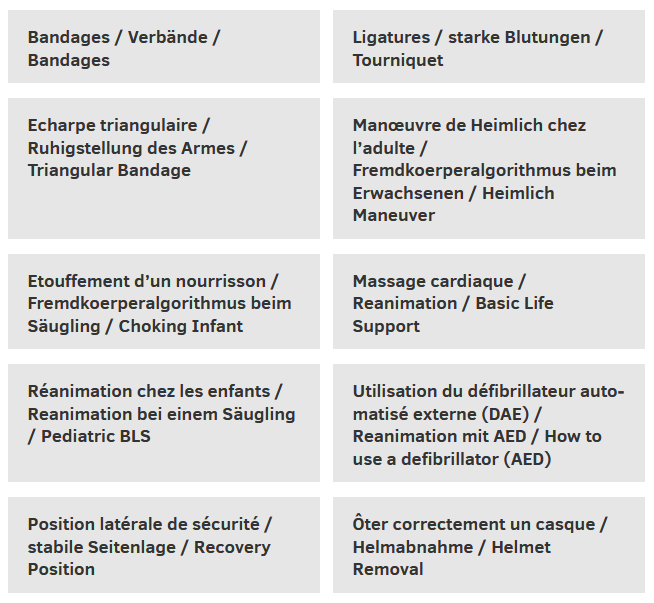 Bandages / Verbände /
Bandages
Ligatures / starke Blutungen /
Tourniquet
Echarpe triangulaire /
Ruhigstellung des Armes /
Triangular Bandage
Manœuvre de Heimlich chez
l’adulte /
Fremdkoerperalgorithmus beim
Erwachsenen / Heimlich
Maneuver
Etouffement d’un nourrisson /
Fremdkoerperalgorithmus beim
Säugling / Choking Infant
Massage cardiaque /
Reanimation / Basic Life
Support
Réanimation chez les enfants /
Reanimation bei einem Säugling
/ Pediatric BLS
Utilisation du défibrillateur auto-
matisé externe (DAE) /
Reanimation mit AED / How to
use a defibrillator (AED)
Position latérale de sécurité /
stabile Seitenlage / Recovery
Position
Ôter correctement un casque /
Helmabnahme / Helmet
Removal